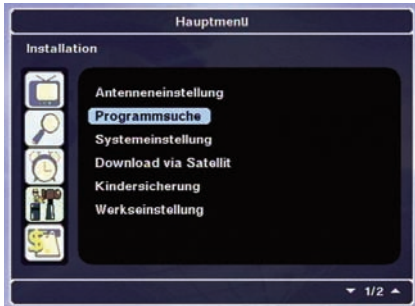 Hauptmenü
Installation
Antenneneinstellung
Programmsuche
Systemeinstellung
Download via Satellit
Kindersicherung
Werkseinstellung
▼ 1/2 ▲